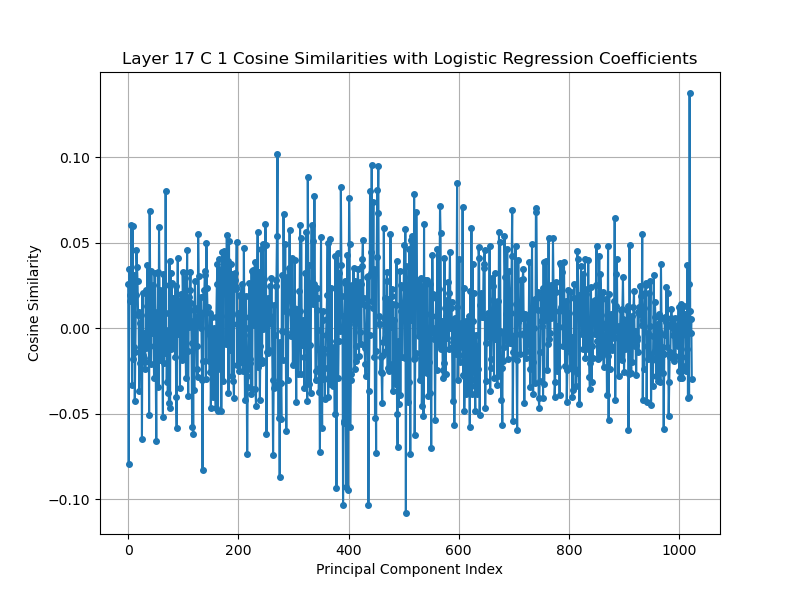 Layer 17 C 1 Cosine Similarities with Logistic Regression Coefficients
0.10
0.05
0.00
−0.05
−0.10
Cosine Similarity
0 200 400 600 800 1000
Principal Component Index